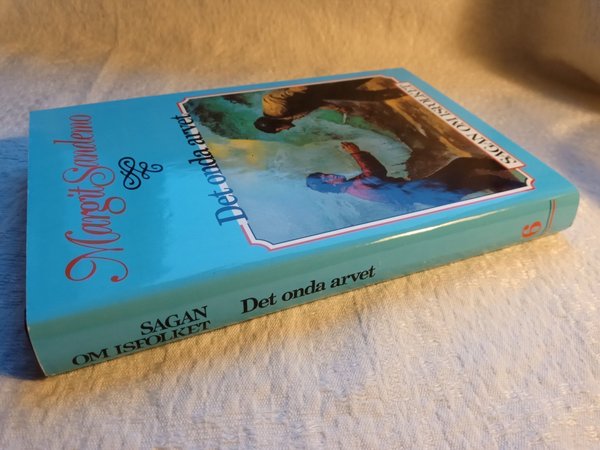 Margit Sandemo
Det onda arvet
SAGAN OM ISFOLKET
SAGAN
OM ISFOLKET
Det onda arvet
6